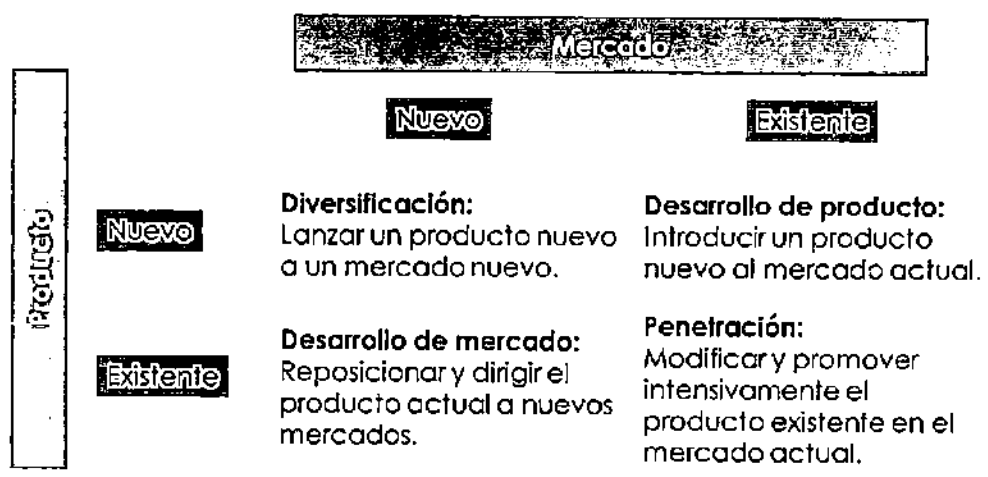 Mercado
Nuevo
Existente
Producto
Nuevo
Diversificación:
Lanzar un producto nuevo
a un mercado nuevo.
Desarrollo de producto:
Introducir un producto
nuevo al mercado actual.
Existente
Desarrollo de mercado:
Reposicionar y dirigir el
producto actual a nuevos
mercados.
Penetración:
Modificar y promover
intensivamente el
producto existente en el
mercado actual.